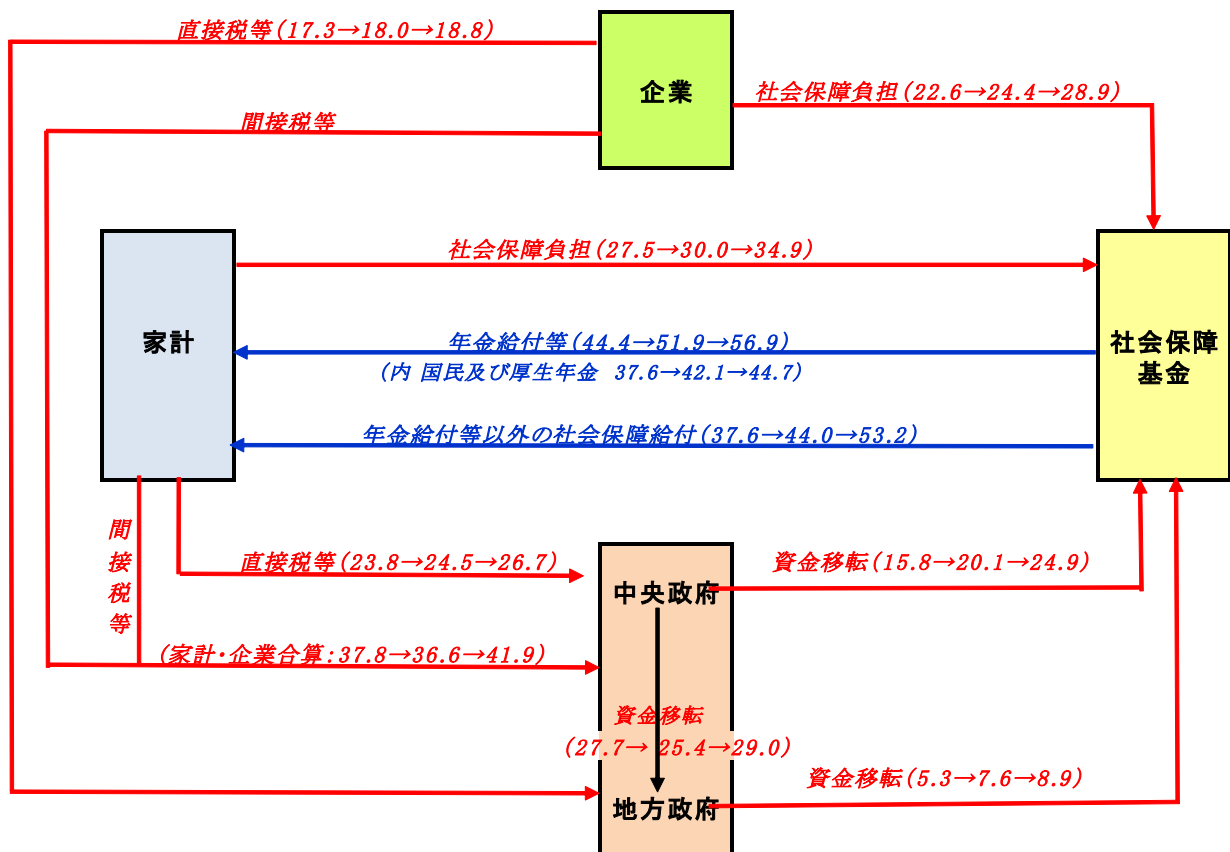 直接税等(17.3→18.0→18.8)
企業
社会保障負担(22.6→24.4→28.9)
間接税等
社会保障負担(27.5→30.0→34.9)
家計
年金給付等(44.4→51.9→56.9)
(内 国民及び厚生年金 37.6→42.1→44.7)
社会保障
基金
年金給付等以外の社会保障給付(37.6→44.0→53.2)
間
接
税
等
直接税等(23.8→24.5→26.7)
中央政府
資金移転(15.8→20.1→24.9)
(家計・企業合算:37.8→36.6→41.9)
資金移転
(27.7→ 25.4→29.0)
資金移転(5.3→7.6→8.9)
地方政府